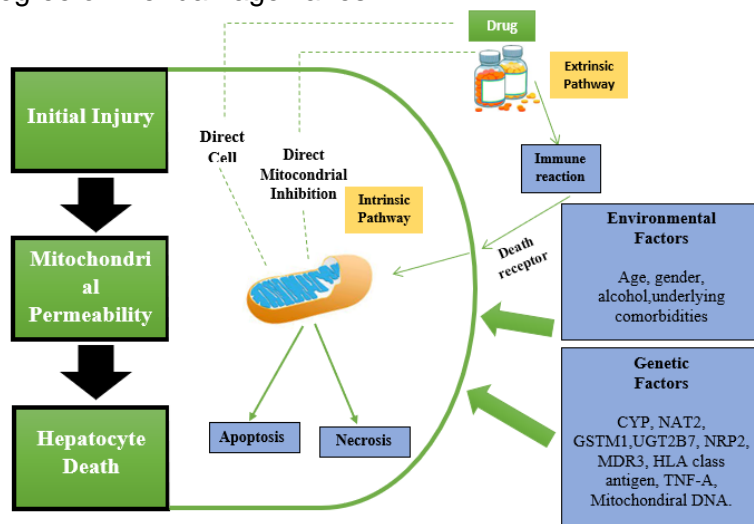 Drug
Extrinsic
Pathway
Initial Injury
Direct
Cell
Direct
Mitocondrial
Inhibition
Immune
reaction
Intrinsic
Pathway
Death
receptor
Environmental
Factors
Age, gender,
alcohol,underlying
comorbidities
Mitochondri
al
Permeability
Genetic
Factors
CYP, NAT2,
GSTM1,UGT2B7, NRP2,
MDR3, HLA class
antigen, TNF-A,
Mitochondiral DNA.
Hepatocyte
Death
Apoptosis
Necrosis